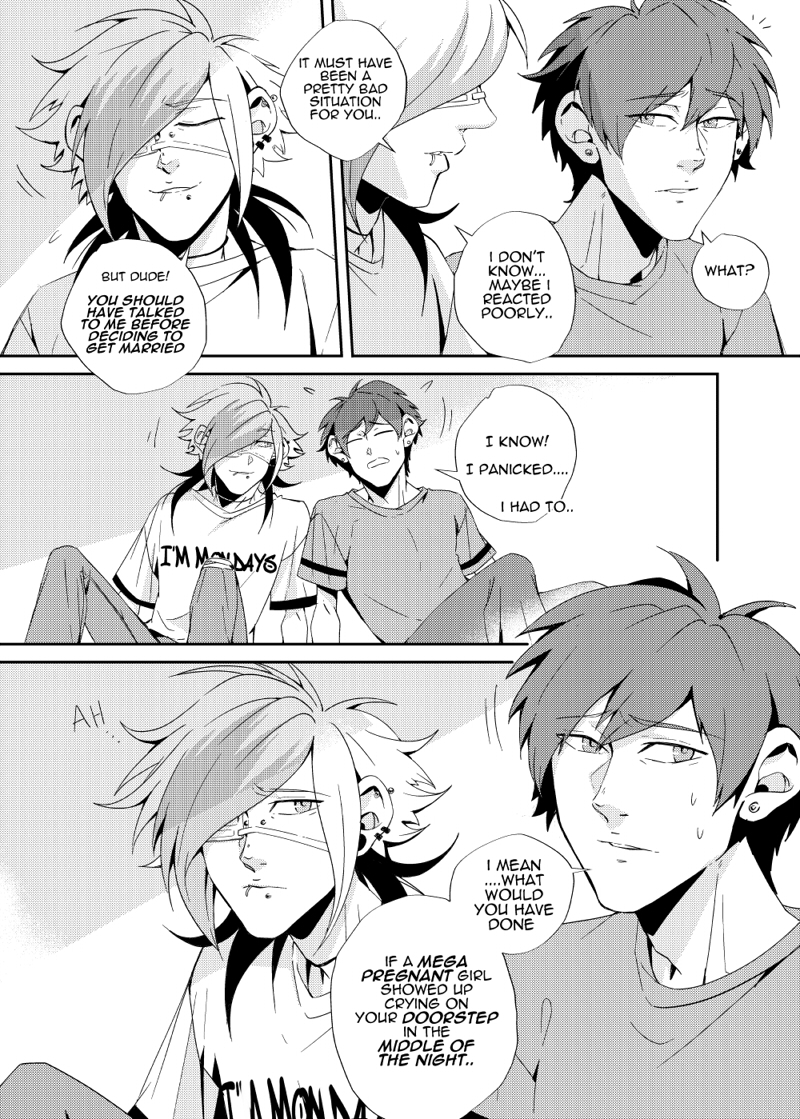 IT MUST HAVE
BEEN A
PRETTY BAD
SITUATION
FOR YOU..
BUT DUDE!
YOU SHOULD
HAVE TALKED
TO ME BEFORE
DECIDING TO
GET MARRIED
I DON'T
KNOW...
MAYBE I
REACTED
POORLY..
WHAT?
I KNOW!
I PANICKED....
I HAD TO..
I'M MONDAYS
AH...
I MEAN
....WHAT
WOULD
YOU HAVE
DONE
IF A MEGA
PREGNANT GIRL
SHOWED UP
CRYING ON
YOUR DOORSTEP
IN THE
MIDDLE OF
THE NIGHT..
I'M MONDAYS